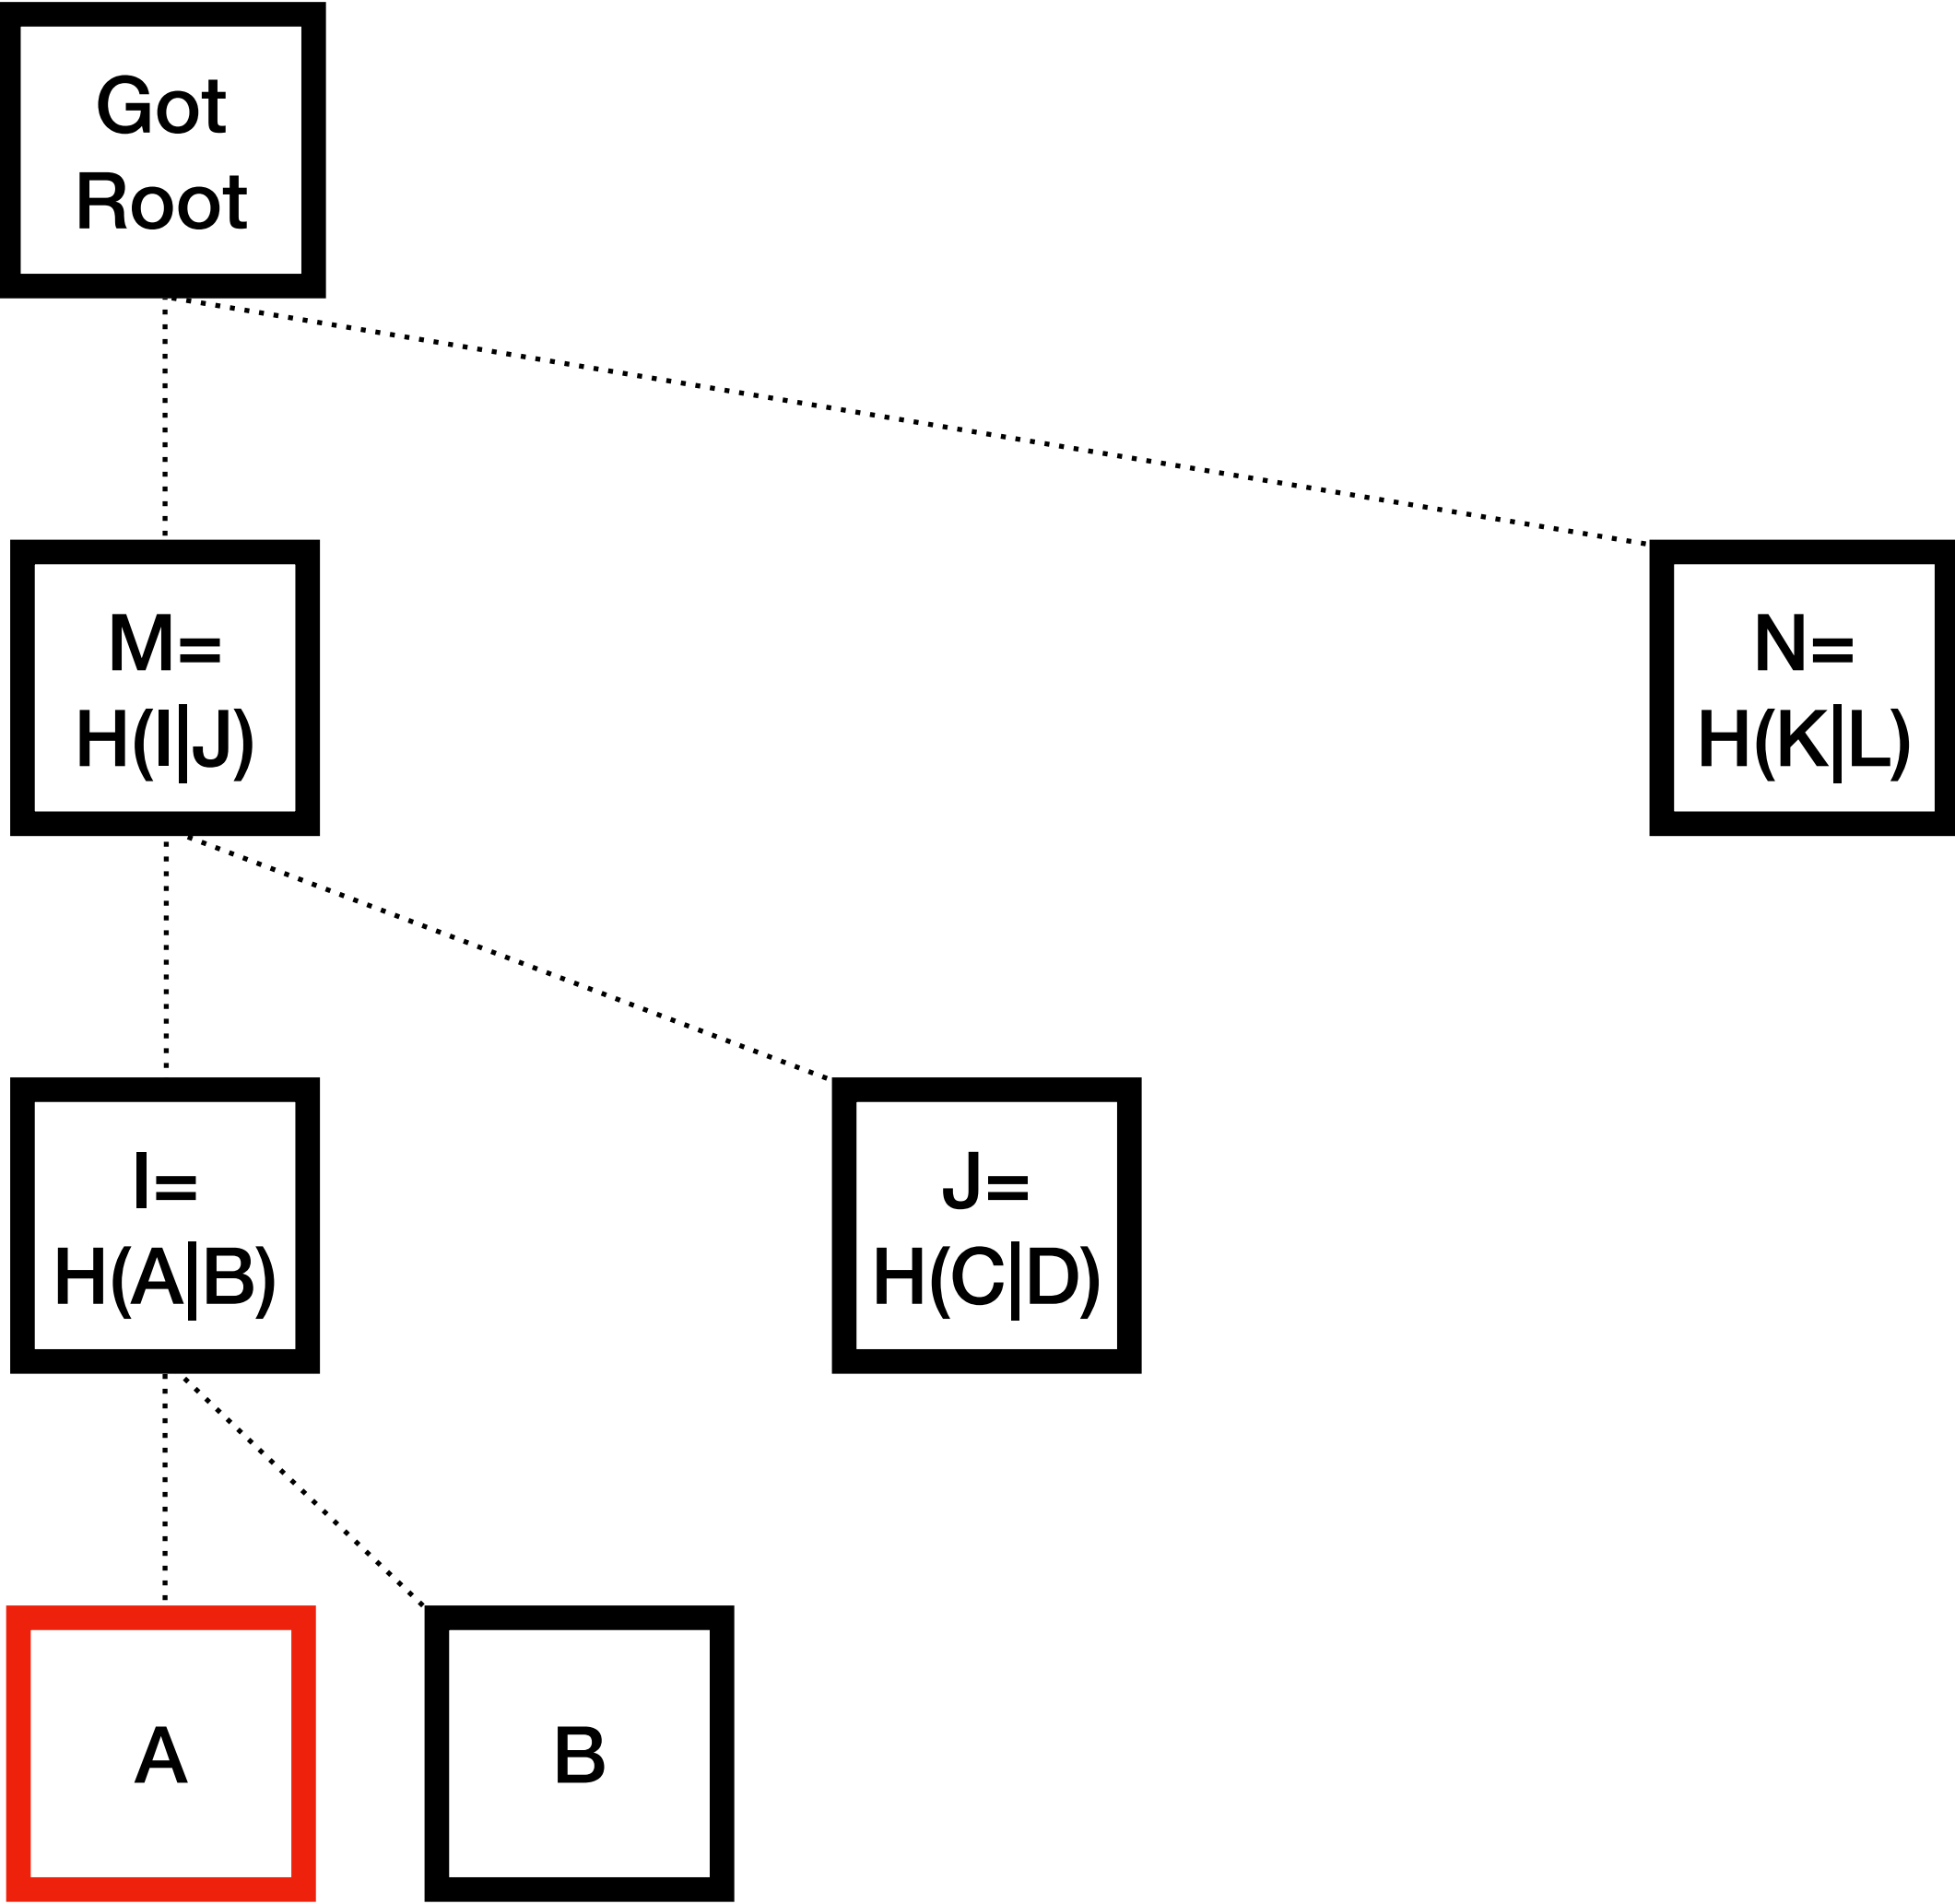 Got
Root
M=
H(I|J)
N=
H(K|L)
I=
H(A|B)
J=
H(C|D)
A
B